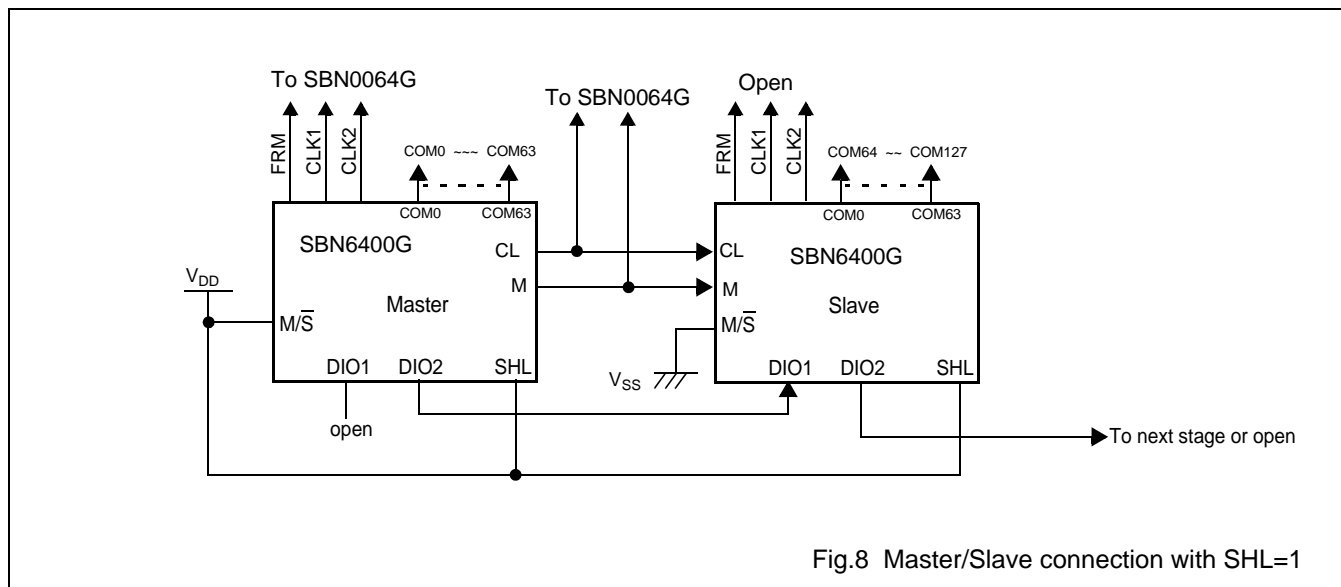 To SBN0064G
Open
To SBN0064G
FRM
CLK1
CLK2
FRM
CLK1
CLK2
COM0 ~~~ COM63
COM64 ~~ COM127
COM0
COM63
COM0
COM63
SBN6400G
CL
CL
SBN6400G
VDD
M
M
Master
Slave
M/S̅
M/S̅
DIO1
DIO2
SHL
VSS
DIO1
DIO2
SHL
open
To next stage or open
Fig.8 Master/Slave connection with SHL=1